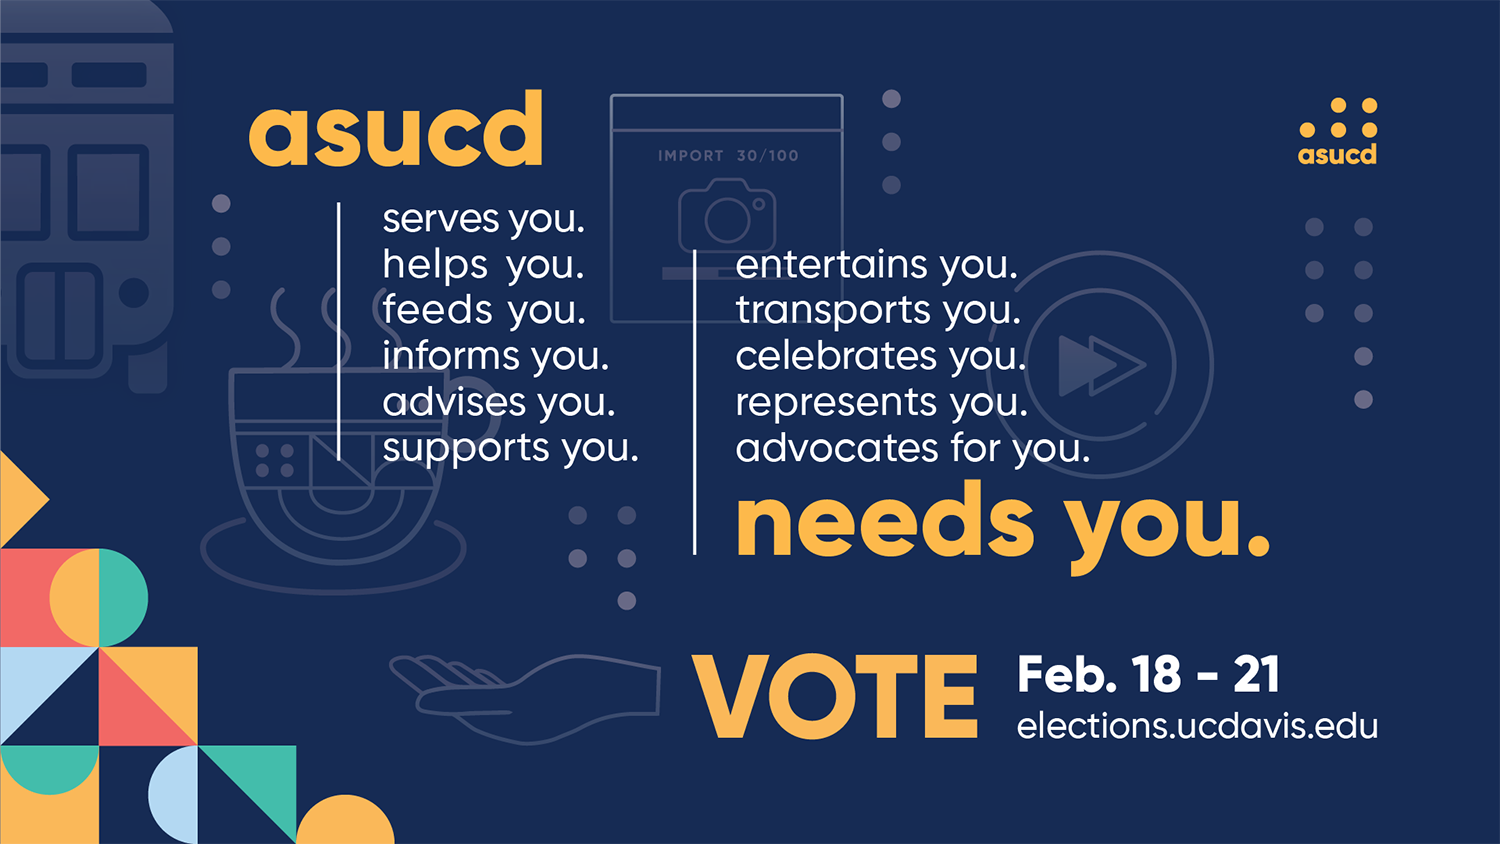 asucd
serves you.
helps you.
feeds you.
informs you.
advises you.
supports you.
entertains you.
transports you.
celebrates you.
represents you.
advocates for you.
needs you.
VOTE
Feb. 18 - 21
elections.ucdavis.edu
IMPORT 30/100
asucd